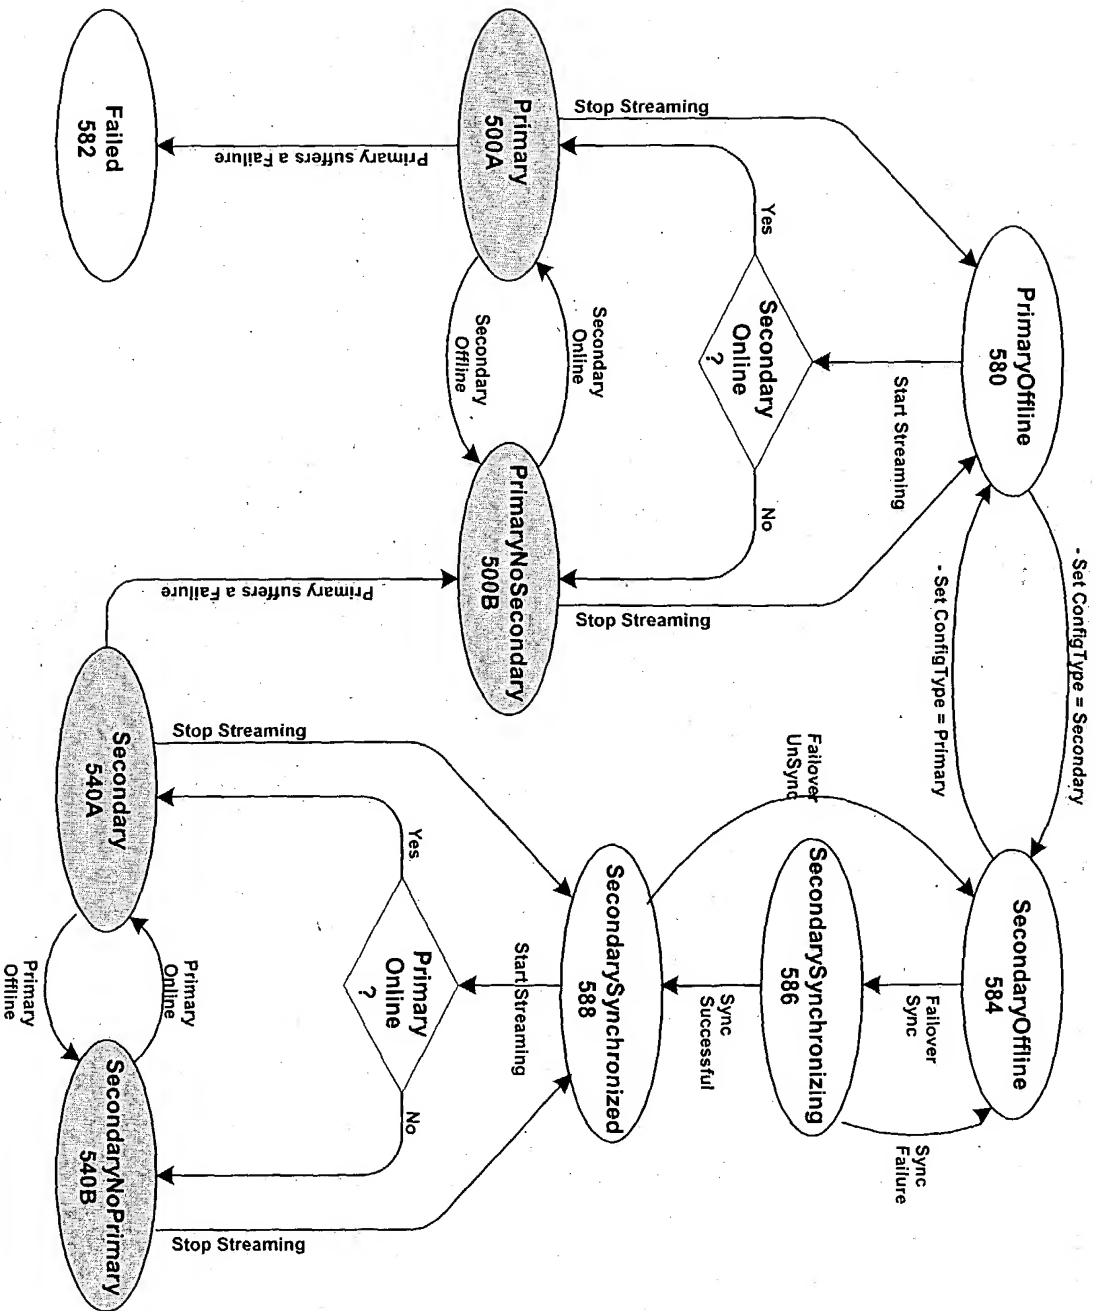 - Set ConfigType = Secondary
PrimaryOffline
580
SecondaryOffline
584
- Set ConfigType = Primary
Stop Streaming
Start Streaming
Stop Streaming
Failover
Sync
Sync
Failure
Secondary
Online
?
Yes
No
Failover
UnSync
SecondarySynchronizing
586
Sync
Successful
Primary
500A
Secondary
Online
Secondary
Offline
PrimaryNoSecondary
500B
SecondarySynchronized
588
Start Streaming
Stop Streaming
Stop Streaming
Primary
Online
?
Yes
No
Primary suffers a Failure
Primary suffers a Failure
Failed
582
Secondary
540A
Primary
Online
Primary
Offline
SecondaryNoPrimary
540B